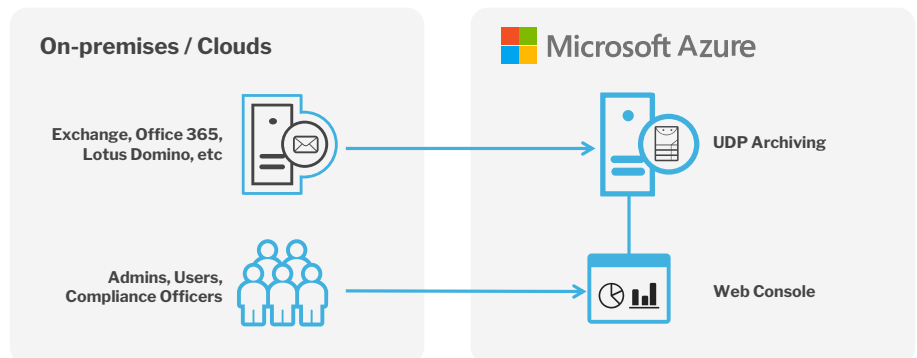 On-premises / Clouds
Microsoft Azure
Exchange, Office 365,
Lotus Domino, etc
UDP Archiving
Admins, Users,
Compliance Officers
Web Console